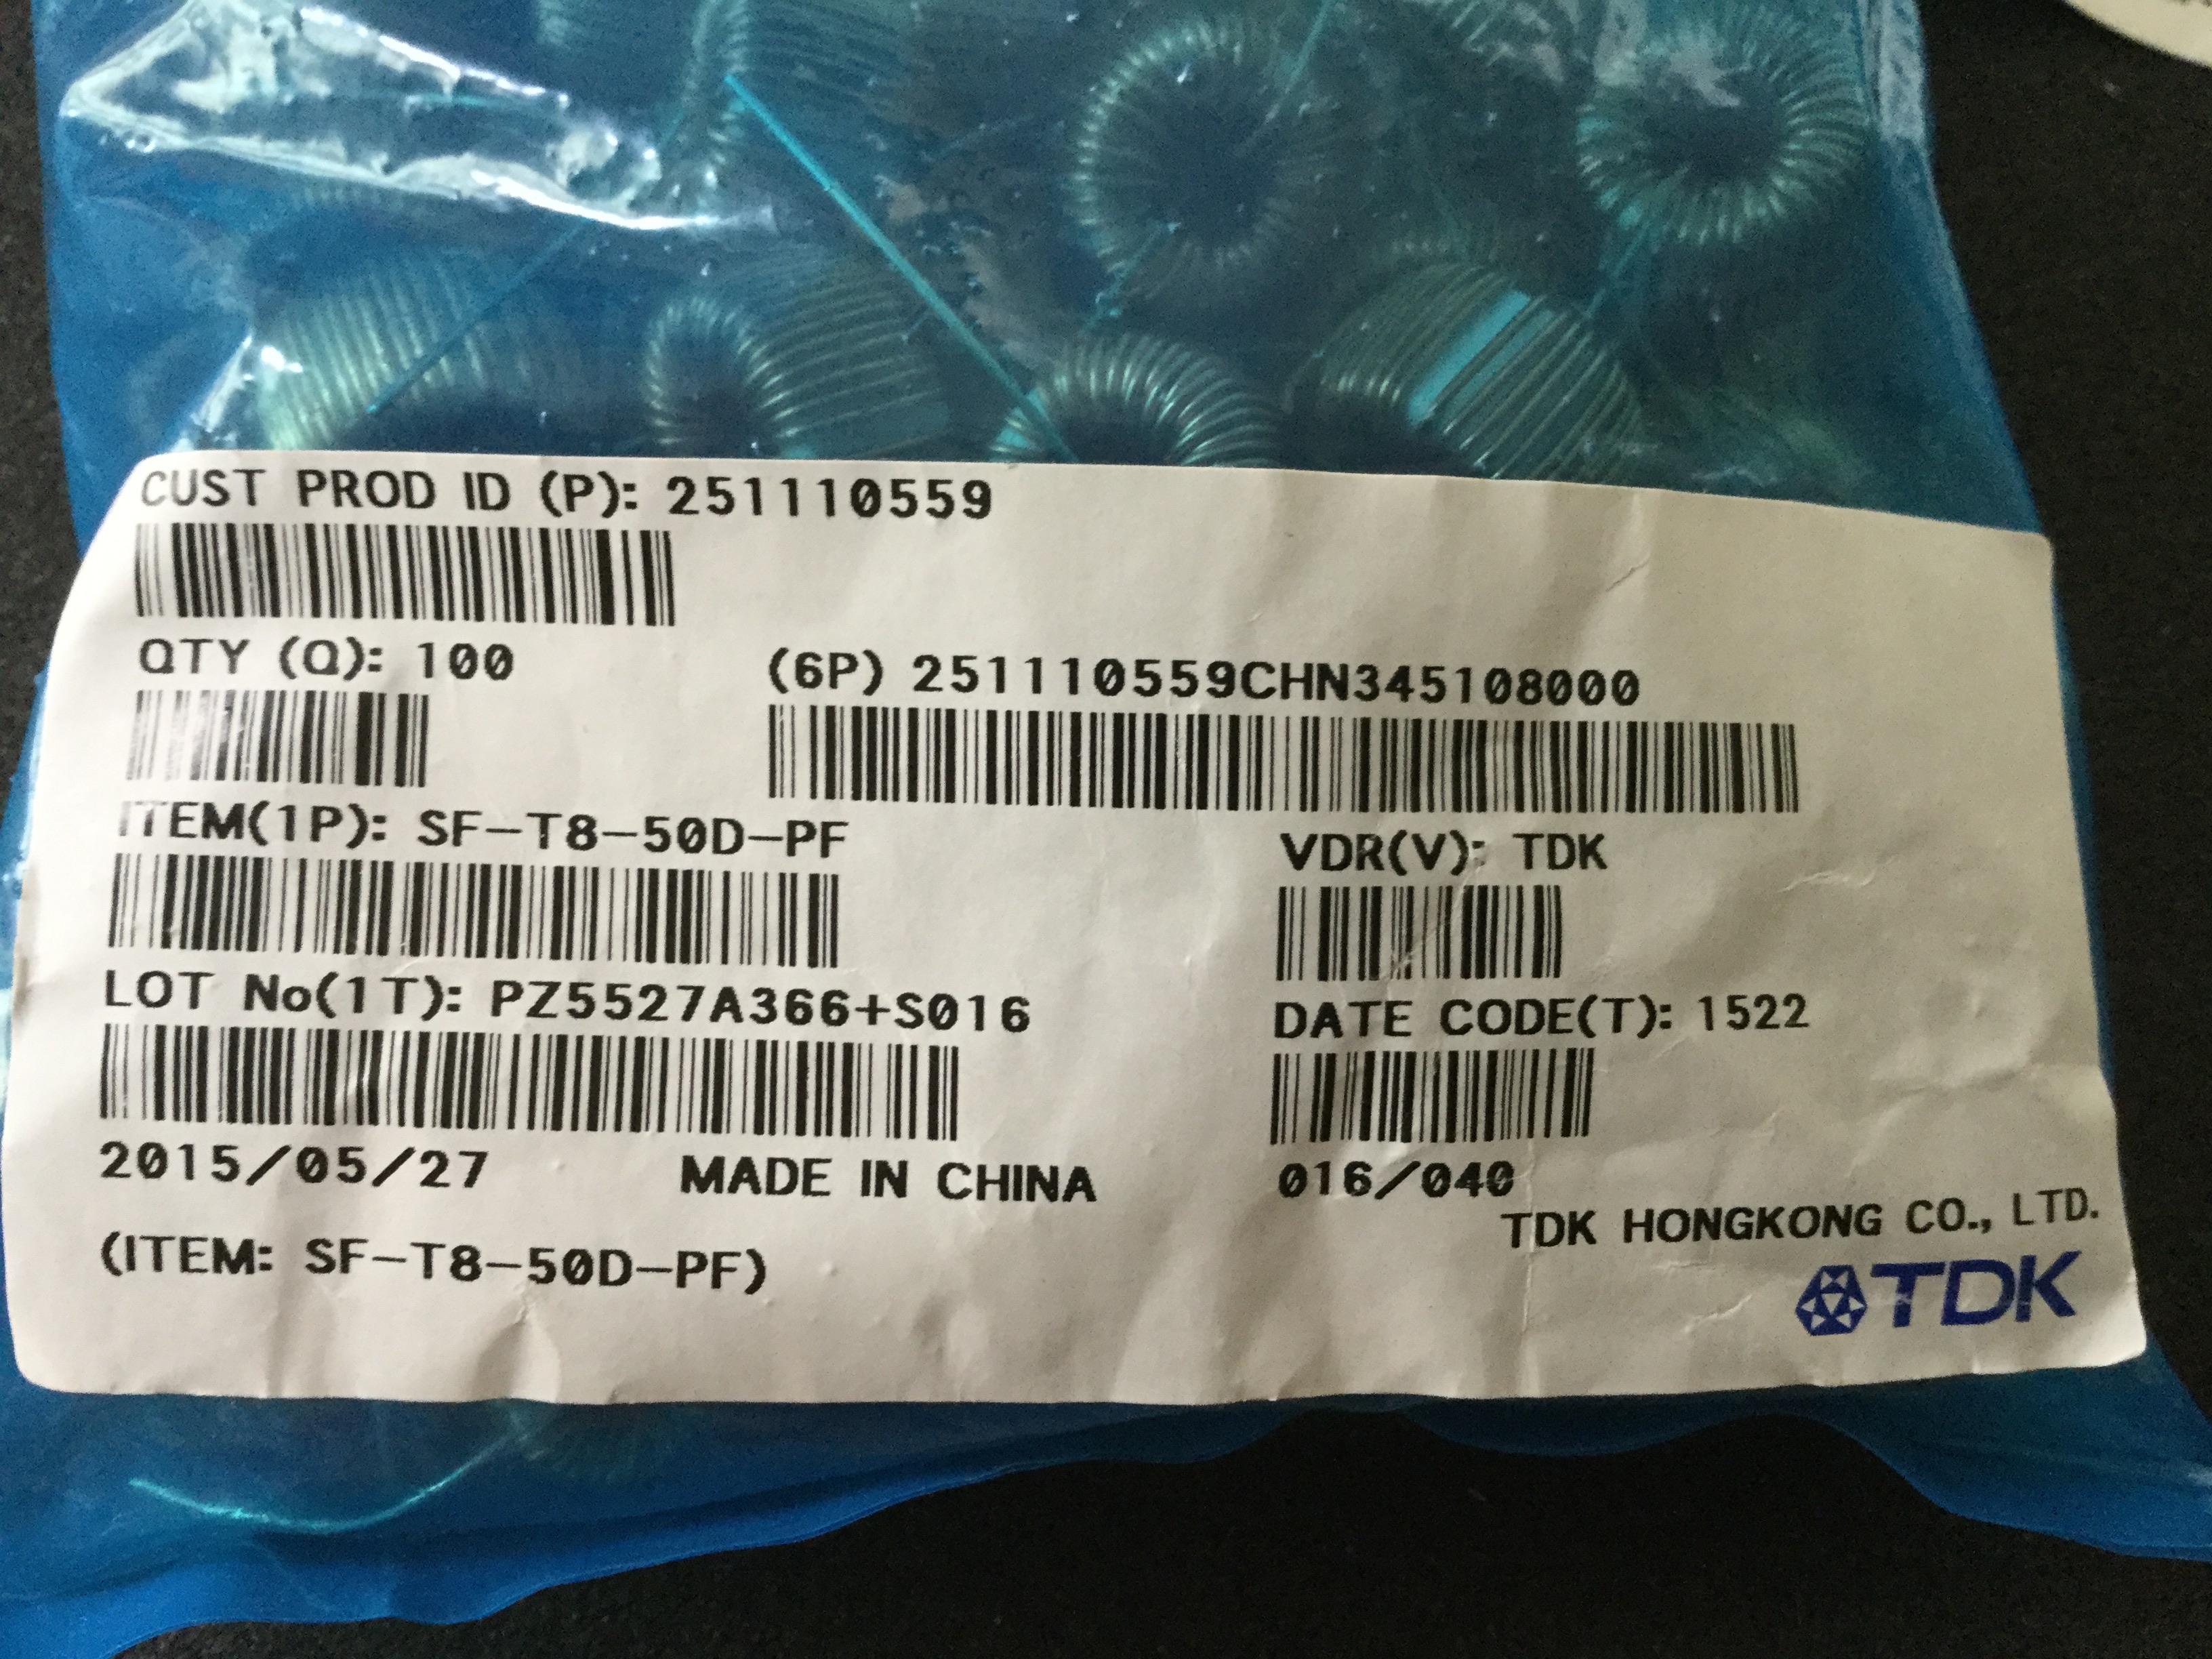 CUST PROD ID (P): 251110559
QTY (Q): 100
(6P) 251110559CHN345108000
ITEM(1P): SF-T8-50D-PF
VDR(V): TDK
LOT No(1T): PZ5527A366+S016
DATE CODE(T): 1522
2015/05/27
MADE IN CHINA
016/040
TDK HONGKONG CO., LTD.
(ITEM: SF-T8-50D-PF)
TDK